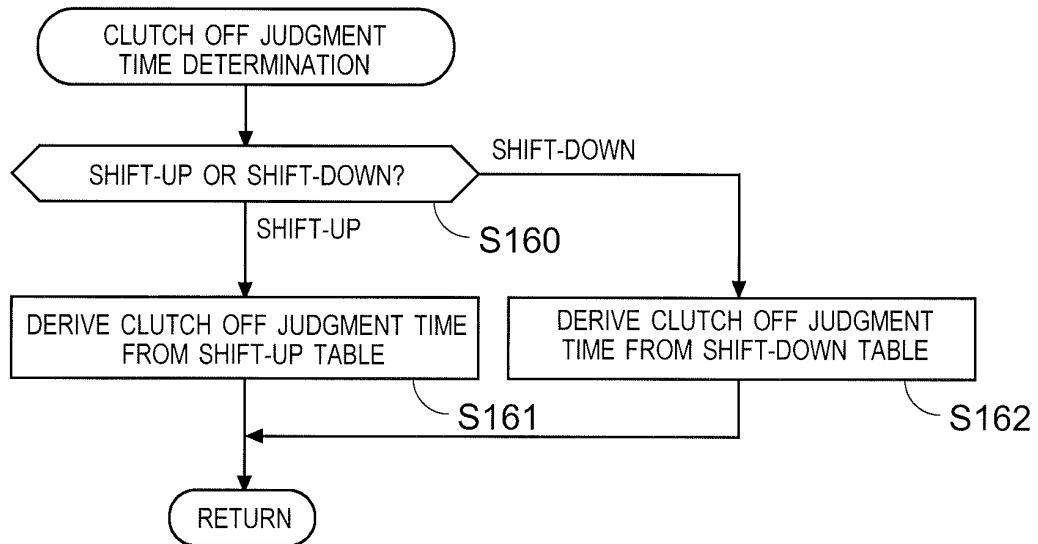 CLUTCH OFF JUDGMENT
TIME DETERMINATION
SHIFT-UP OR SHIFT-DOWN?
SHIFT-DOWN
SHIFT-UP
S160
DERIVE CLUTCH OFF JUDGMENT TIME
FROM SHIFT-UP TABLE
S161
DERIVE CLUTCH OFF JUDGMENT
TIME FROM SHIFT-DOWN TABLE
S162
RETURN